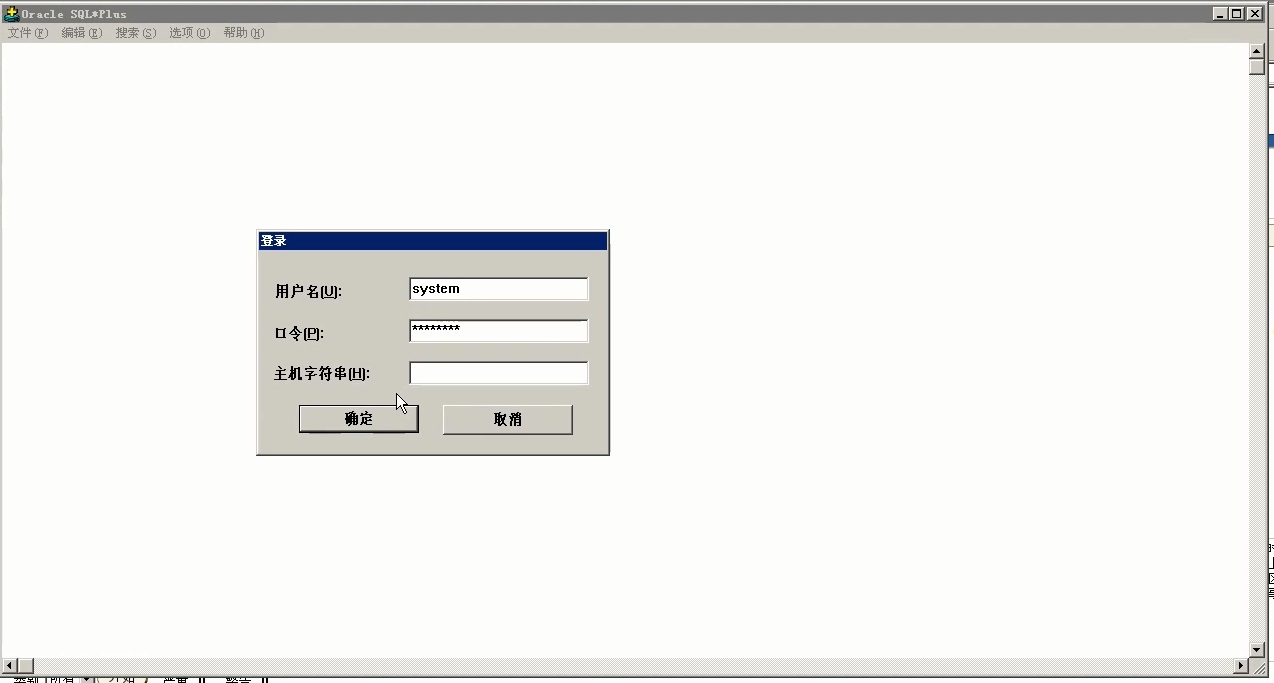 Oracle SQL*Plus
文件(F) 编辑(E) 搜索(S) 选项(O) 帮助(H)
登录
用户名(U): system
口令(P): ********
主机字符串(H):
确定 取消